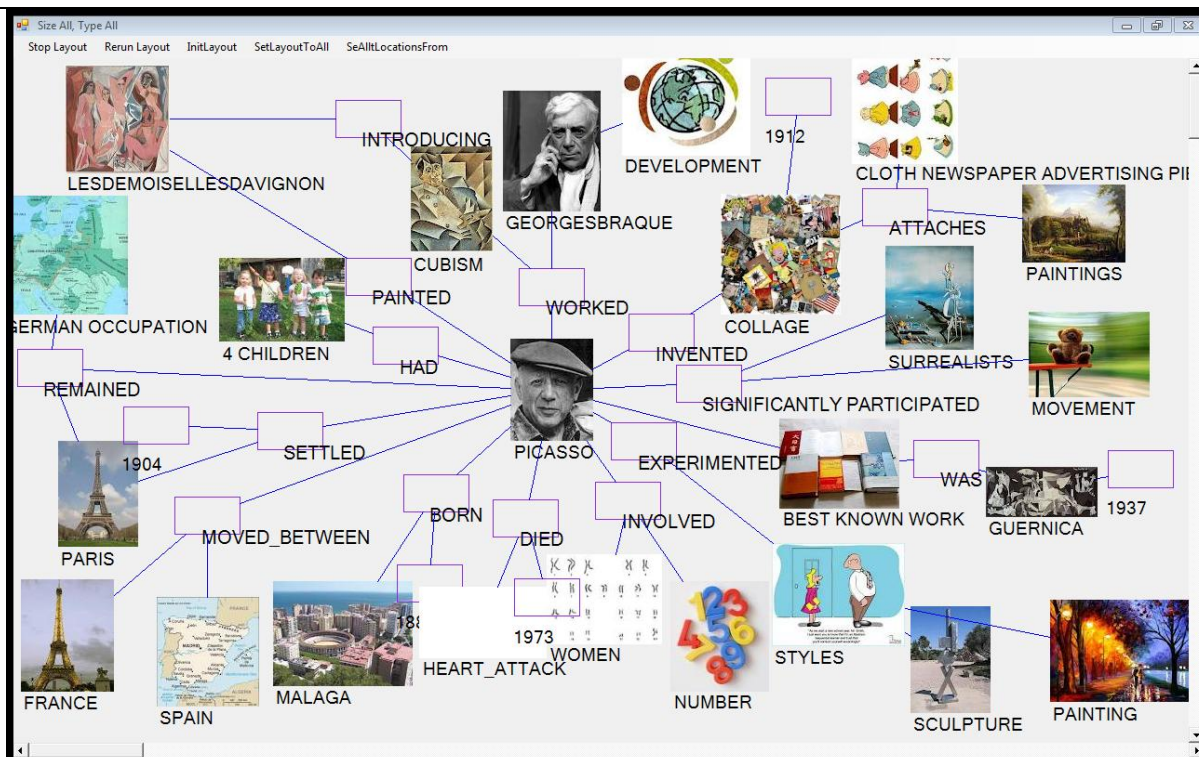 Size All, Type All
Stop Layout Rerun Layout InitLayout SetLayoutToAll SeAlltLocationsFrom
INTRODUCING
1912
DEVELOPMENT
CLOTH NEWSPAPER ADVERTISING PIE
LESDEMOISELLESDAVIGNON
GEORGESBRAQUE
ATTACHES
CUBISM
PAINTINGS
PAINTED
WORKED
GERMAN OCCUPATION
COLLAGE
4 CHILDREN
HAD
INVENTED
SURREALISTS
REMAINED
SIGNIFICANTLY PARTICIPATED
MOVEMENT
1904
SETTLED
PICASSO
EXPERIMENTED
WAS
1937
BEST KNOWN WORK
GUERNICA
PARIS
MOVED_BETWEEN
BORN
DIED
INVOLVED
FRANCE
SPAIN
MALAGA
HEART_ATTACK
1973
WOMEN
NUMBER
STYLES
SCULPTURE
PAINTING